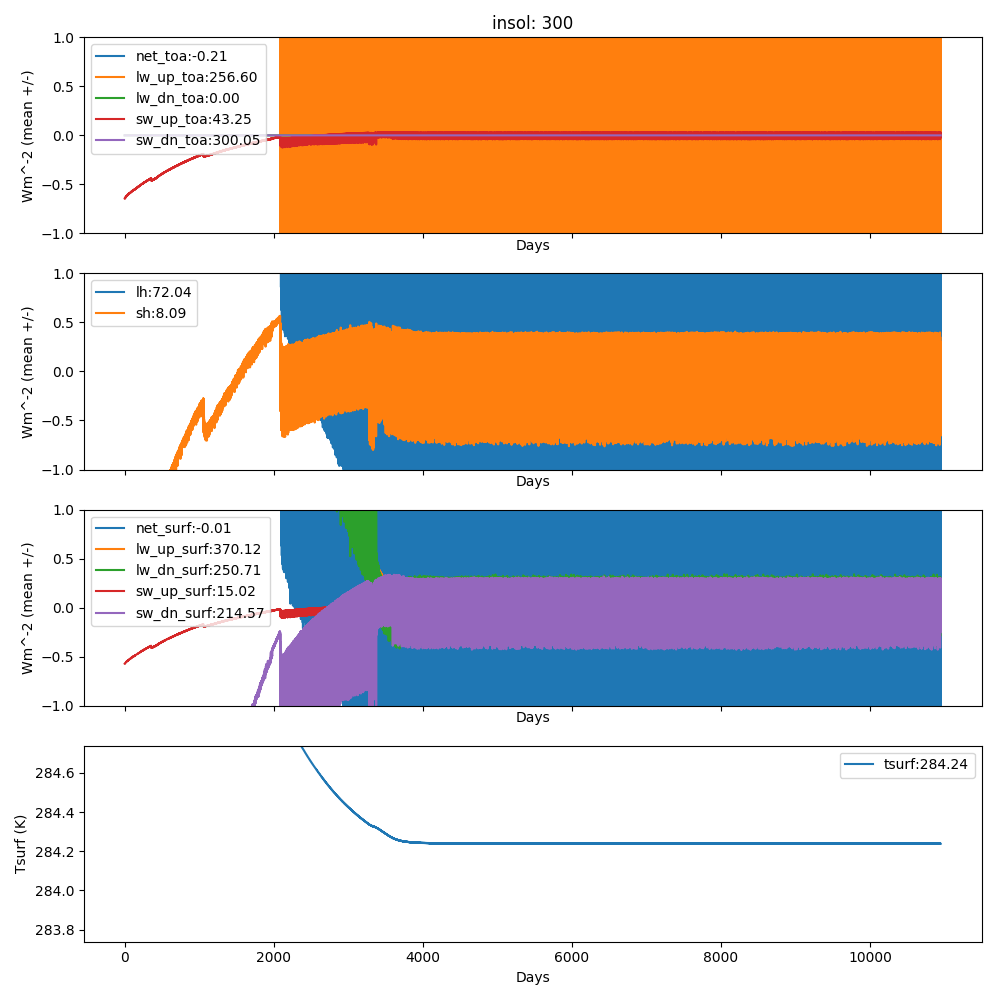 insol: 300
Wm^-2 (mean +/-)
1.0
0.5
0.0
−0.5
−1.0
net_toa:-0.21
lw_up_toa:256.60
lw_dn_toa:0.00
sw_up_toa:43.25
sw_dn_toa:300.05
Days
Wm^-2 (mean +/-)
1.0
0.5
0.0
−0.5
−1.0
lh:72.04
sh:8.09
Days
Wm^-2 (mean +/-)
1.0
0.5
0.0
−0.5
−1.0
net_surf:-0.01
lw_up_surf:370.12
lw_dn_surf:250.71
sw_up_surf:15.02
sw_dn_surf:214.57
Days
Tsurf (K)
284.6
284.4
284.2
284.0
283.8
tsurf:284.24
0 2000 4000 6000 8000 10000
Days